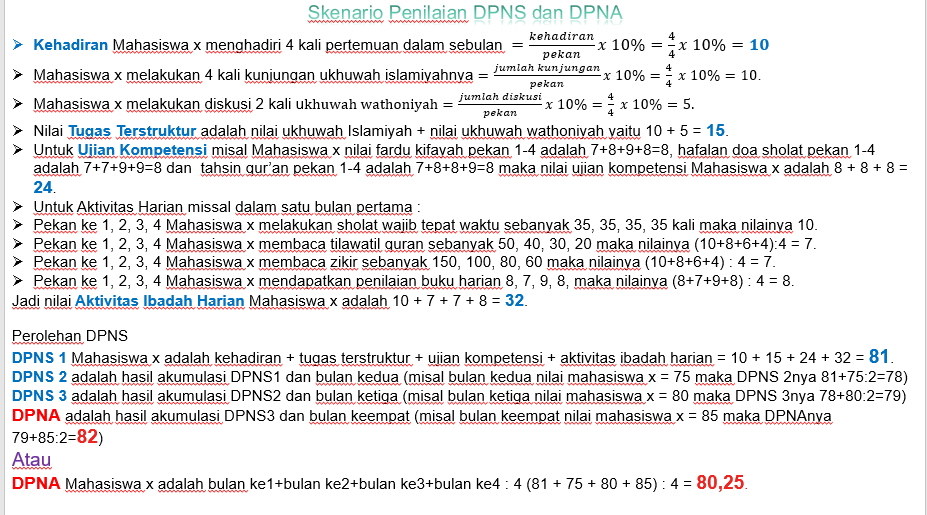 Skenario Penilaian DPNS dan DPNA
➢ Kehadiran Mahasiswa x menghadiri 4 kali pertemuan dalam sebulan = kehadiran/pekan x 10% = 4/4 x 10% = 10
➢ Mahasiswa x melakukan 4 kali kunjungan ukhuwah islamiyahnya = jumlah kunjungan/pekan x 10% = 4/4 x 10% = 10.
➢ Mahasiswa x melakukan diskusi 2 kali ukhuwah wathoniyah = jumlah diskusi/pekan x 10% = 4/4 x 10% = 5.
➢ Nilai Tugas Terstruktur adalah nilai ukhuwah Islamiyah + nilai ukhuwah wathoniyah yaitu 10 + 5 = 15.
➢ Untuk Ujian Kompetensi misal Mahasiswa x nilai fardu kifayah pekan 1-4 adalah 7+8+9+8=8, hafalan doa sholat pekan 1-4
adalah 7+7+9+9=8 dan tahsin qur'an pekan 1-4 adalah 7+8+8+9=8 maka nilai ujian kompetensi Mahasiswa x adalah 8 + 8 + 8 =
24.
➢ Untuk Aktivitas Harian missal dalam satu bulan pertama :
➢ Pekan ke 1, 2, 3, 4 Mahasiswa x melakukan sholat wajib tepat waktu sebanyak 35, 35, 35, 35 kali maka nilainya 10.
➢ Pekan ke 1, 2, 3, 4 Mahasiswa x membaca tilawatil quran sebanyak 50, 40, 30, 20 maka nilainya (10+8+6+4):4 = 7.
➢ Pekan ke 1, 2, 3, 4 Mahasiswa x membaca zikir sebanyak 150, 100, 80, 60 maka nilainya (10+8+6+4) : 4 = 7.
➢ Pekan ke 1, 2, 3, 4 Mahasiswa x mendapatkan penilaian buku harian 8, 7, 9, 8, maka nilainya (8+7+9+8) : 4 = 8.
Jadi nilai Aktivitas Ibadah Harian Mahasiswa x adalah 10 + 7 + 7 + 8 = 32.
Perolehan DPNS
DPNS 1 Mahasiswa x adalah kehadiran + tugas terstruktur + ujian kompetensi + aktivitas ibadah harian = 10 + 15 + 24 + 32 = 81.
DPNS 2 adalah hasil akumulasi DPNS1 dan bulan kedua (misal bulan kedua nilai mahasiswa x = 75 maka DPNS 2nya 81+75:2=78)
DPNS 3 adalah hasil akumulasi DPNS2 dan bulan ketiga (misal bulan ketiga nilai mahasiswa x = 80 maka DPNS 3nya 78+80:2=79)
DPNA adalah hasil akumulasi DPNS3 dan bulan keempat (misal bulan keempat nilai mahasiswa x = 85 maka DPNAnya
79+85:2=82)
Atau
DPNA Mahasiswa x adalah bulan ke1+bulan ke2+bulan ke3+bulan ke4 : 4 (81 + 75 + 80 + 85) : 4 = 80,25.